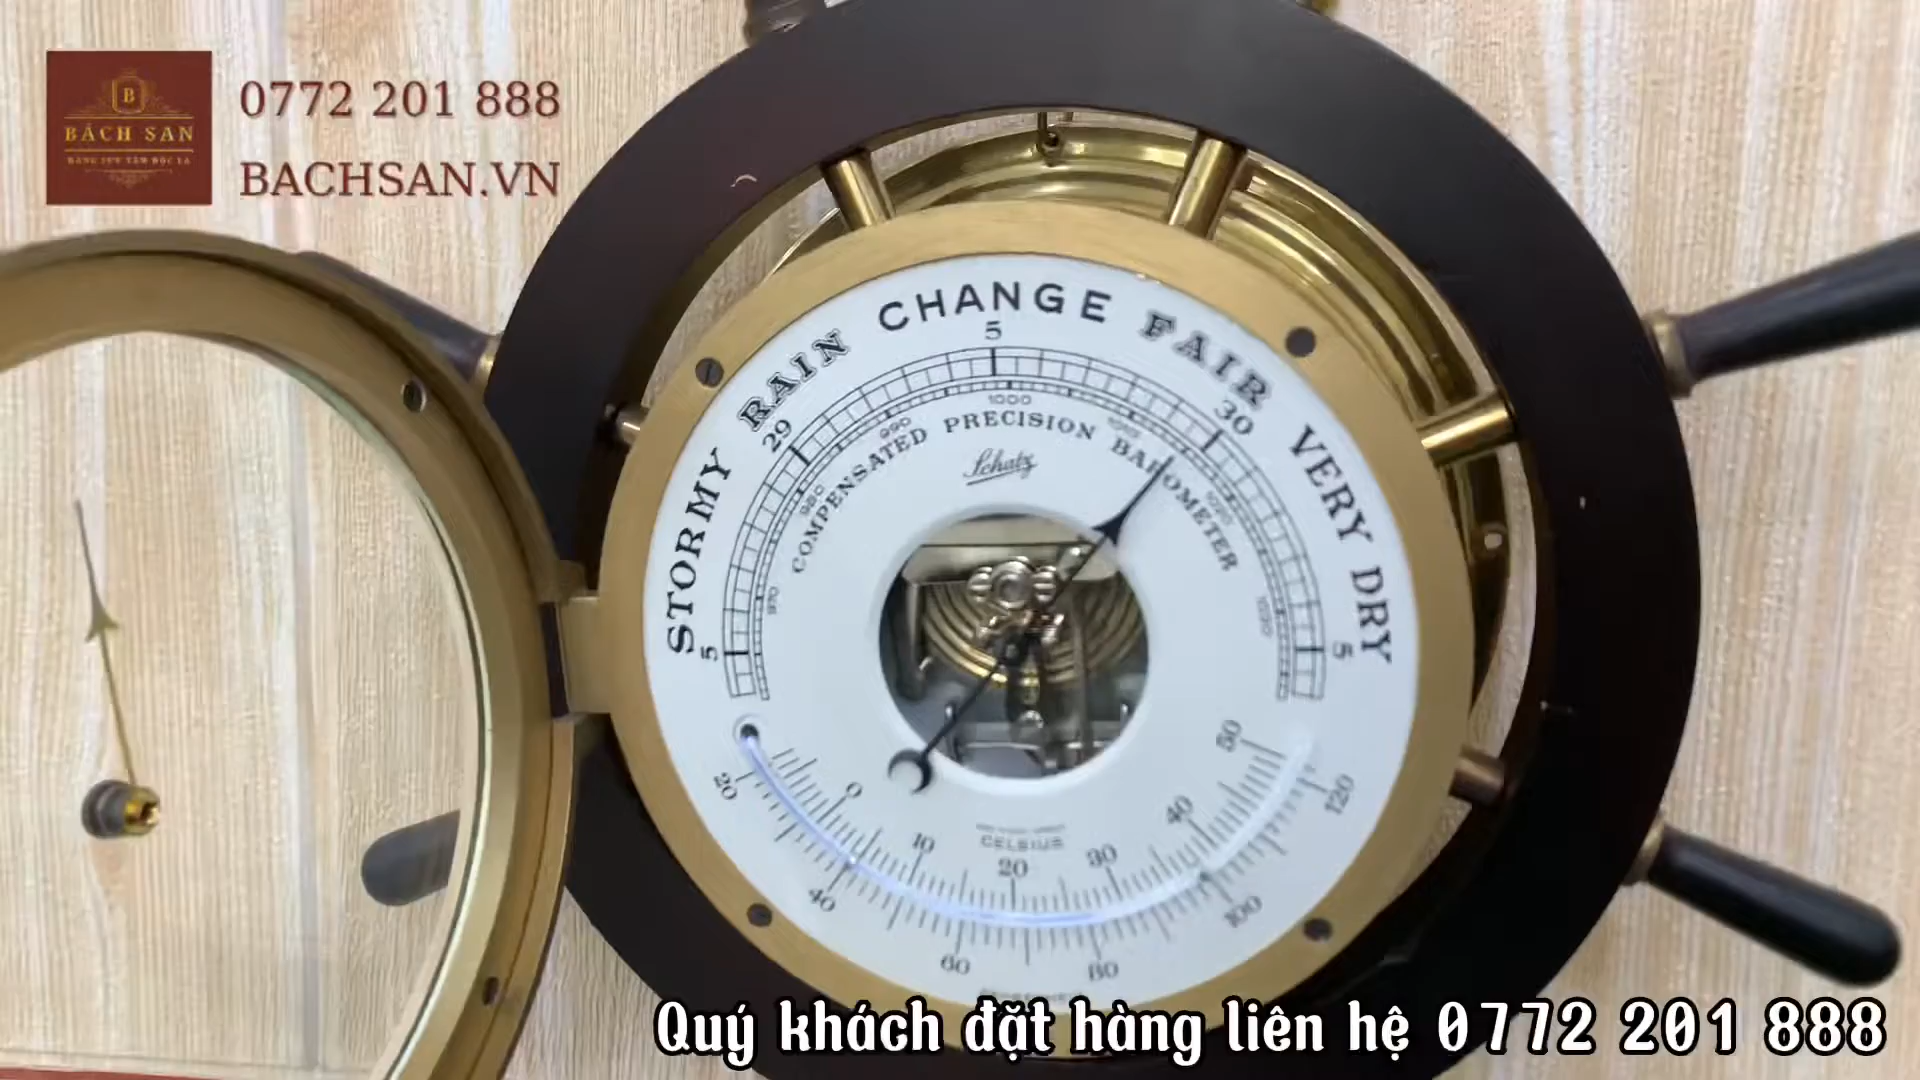 0772 201 888
BÁCH SAN
BACHSAN.VN
STORMY RAIN CHANGE FAIR VERY DRY
5 29 5 30 5
970 980 990 1000 1010 1020 1030
COMPENSATED PRECISION BAROMETER
Schatz
0 10 20 30 40 50
CELSIUS
20 40 60 80 100 120
Quý khách đặt hàng liên hệ 0772 201 888